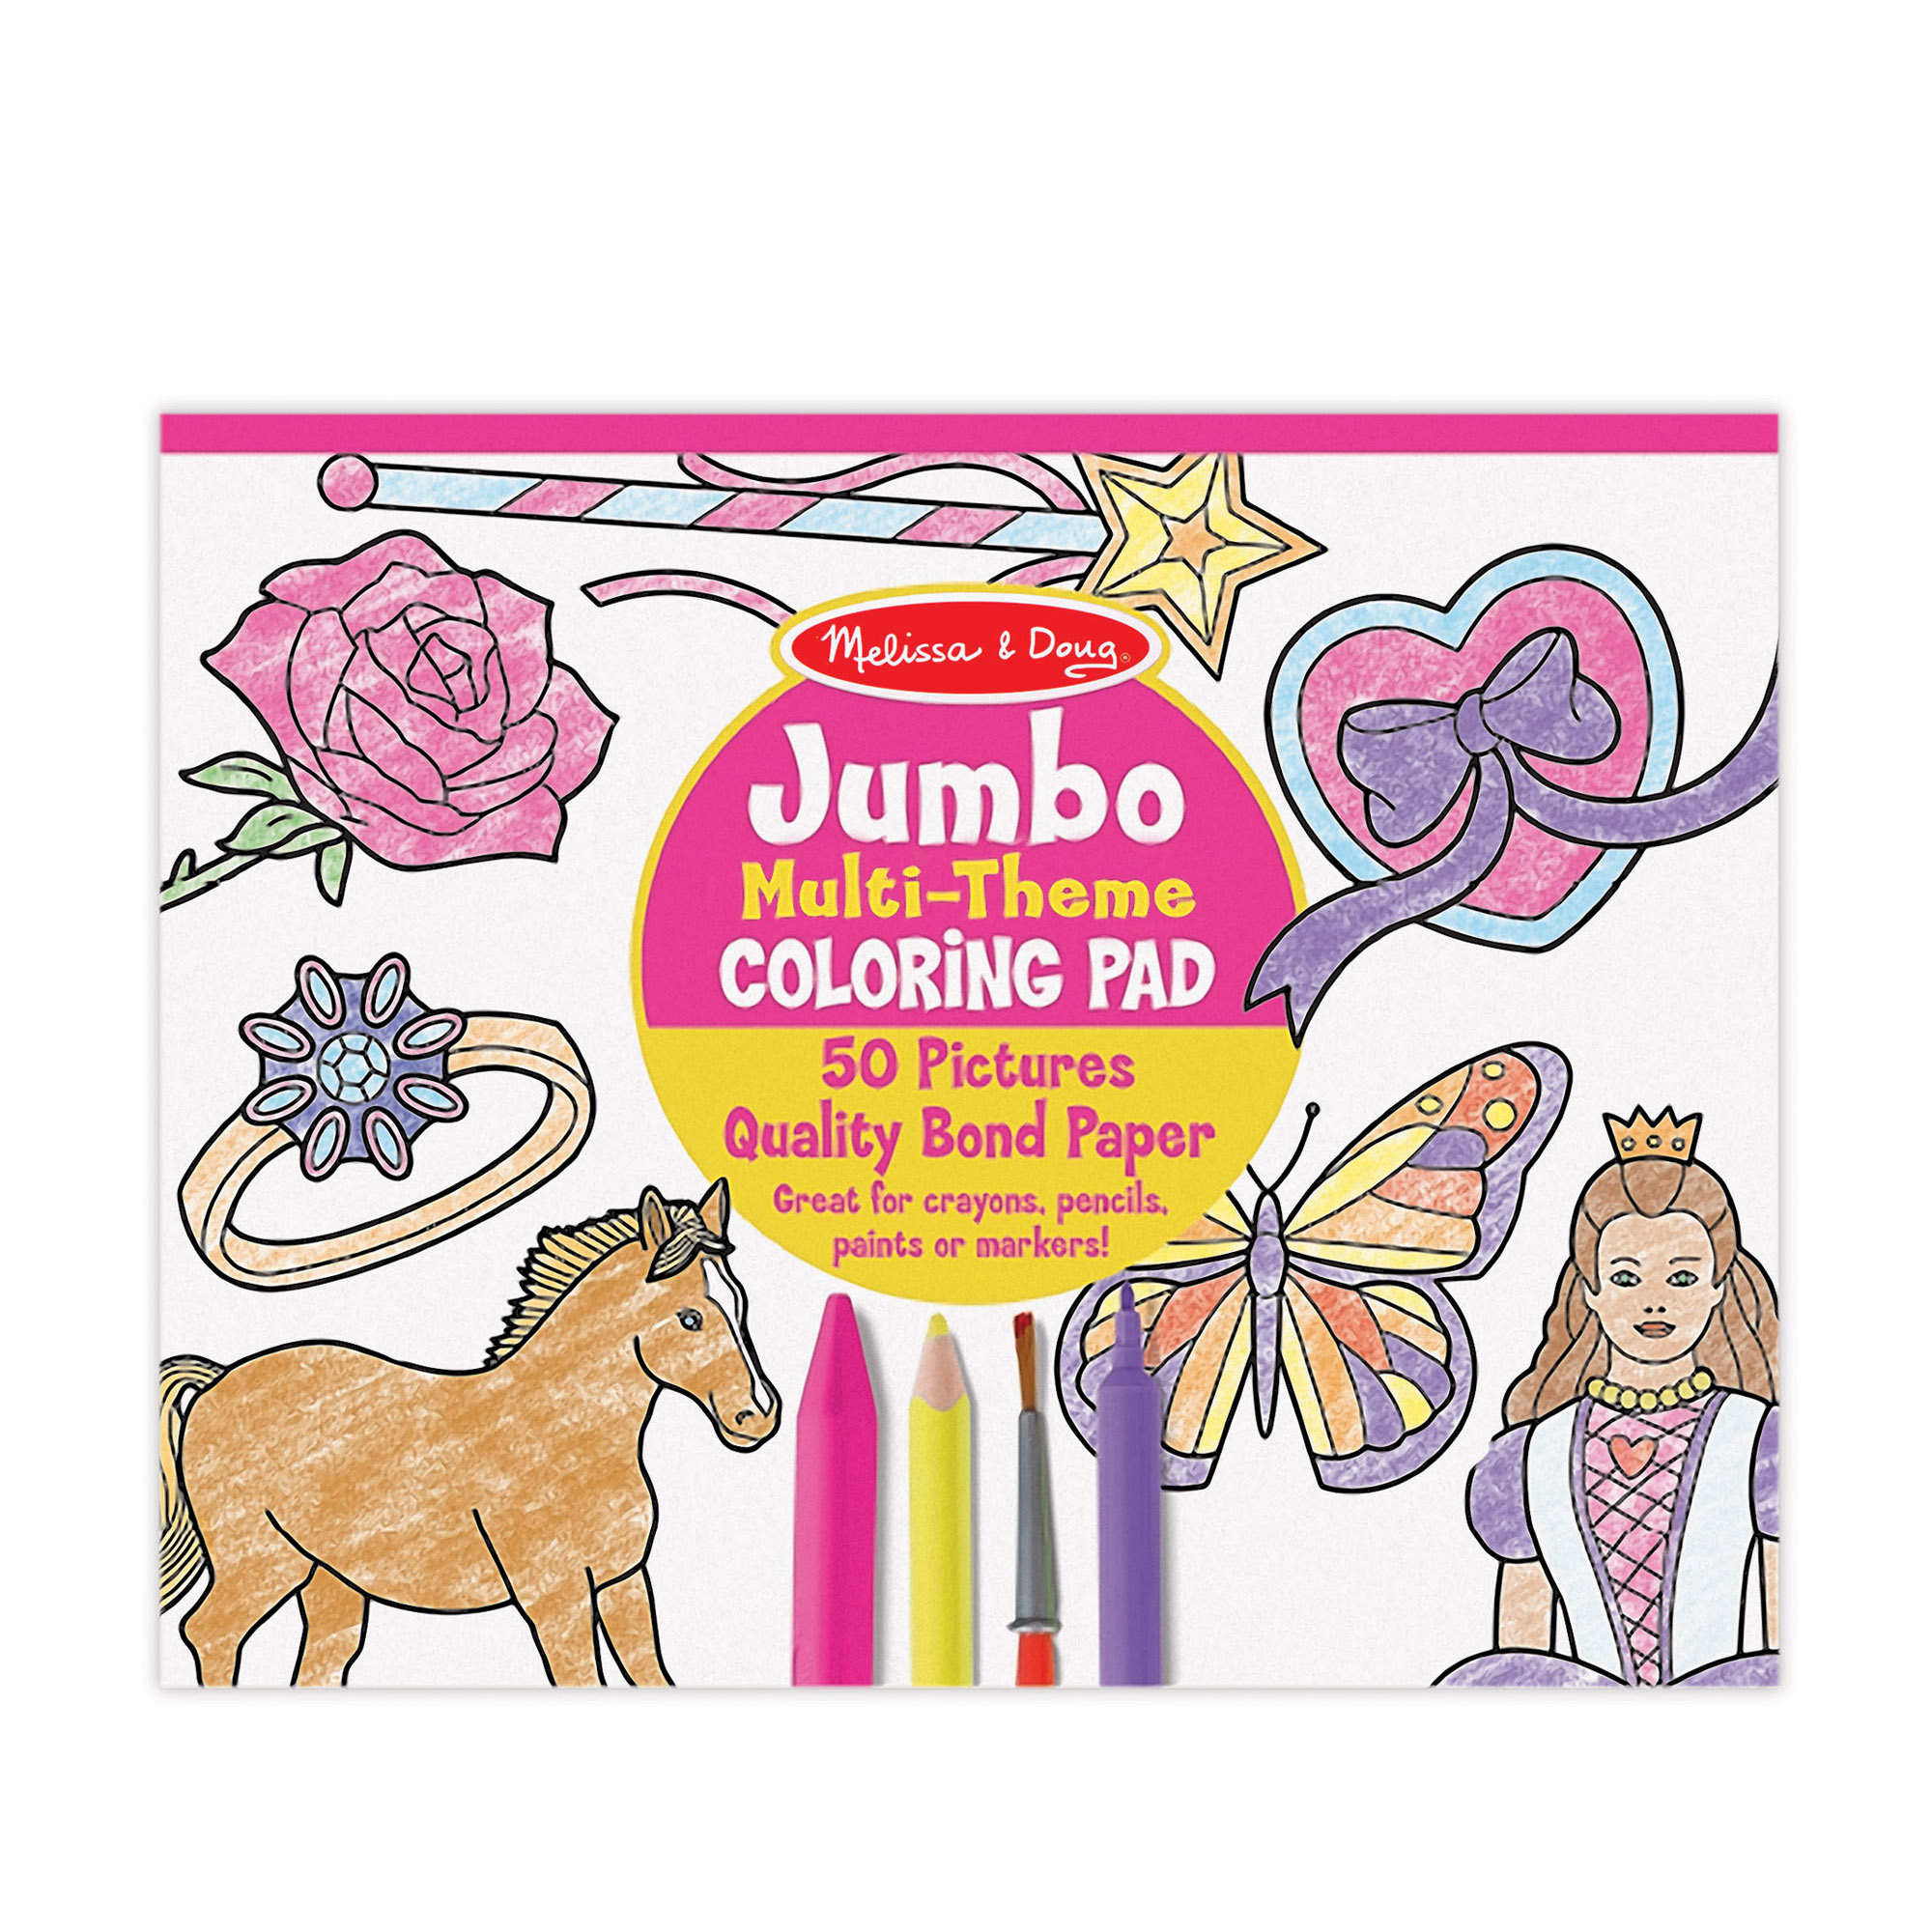 Melissa & Doug®
Jumbo
Multi-Theme
COLORiNG PAD
50 Pictures
Quality Bond Paper
Great for crayons, pencils,
paints or markers!